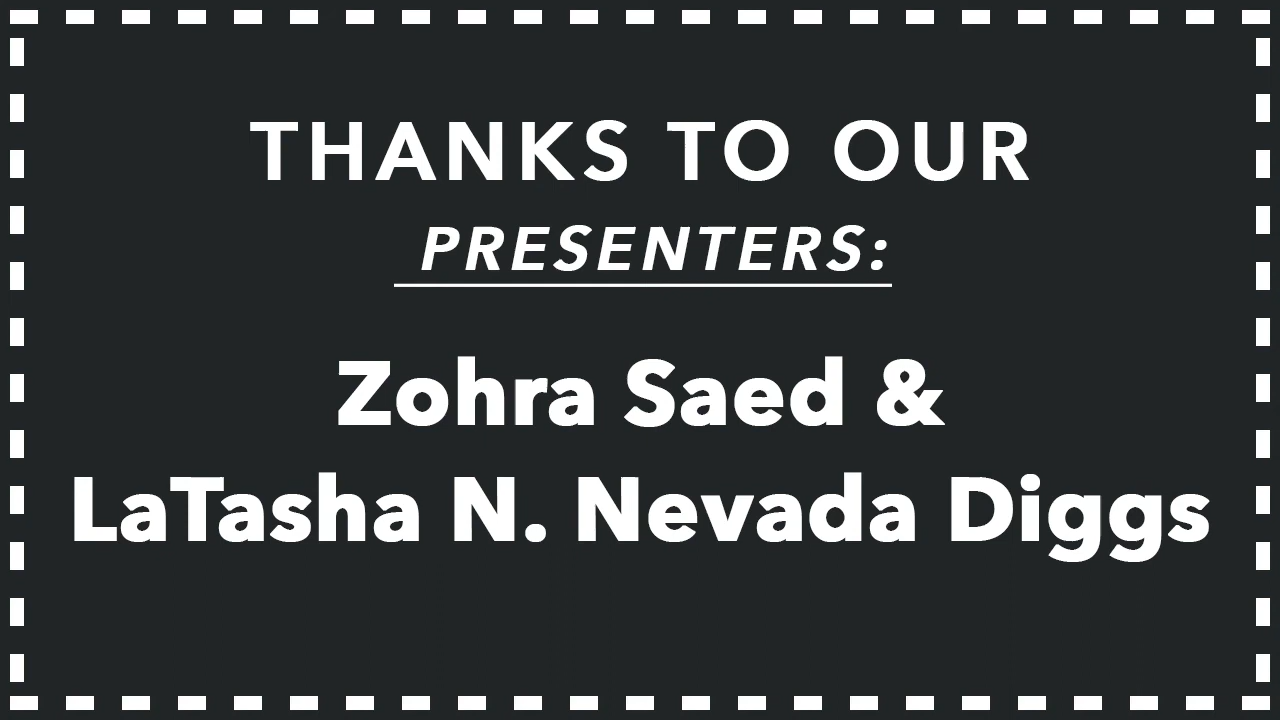 THANKS TO OUR
PRESENTERS:
Zohra Saed &
LaTasha N. Nevada Diggs